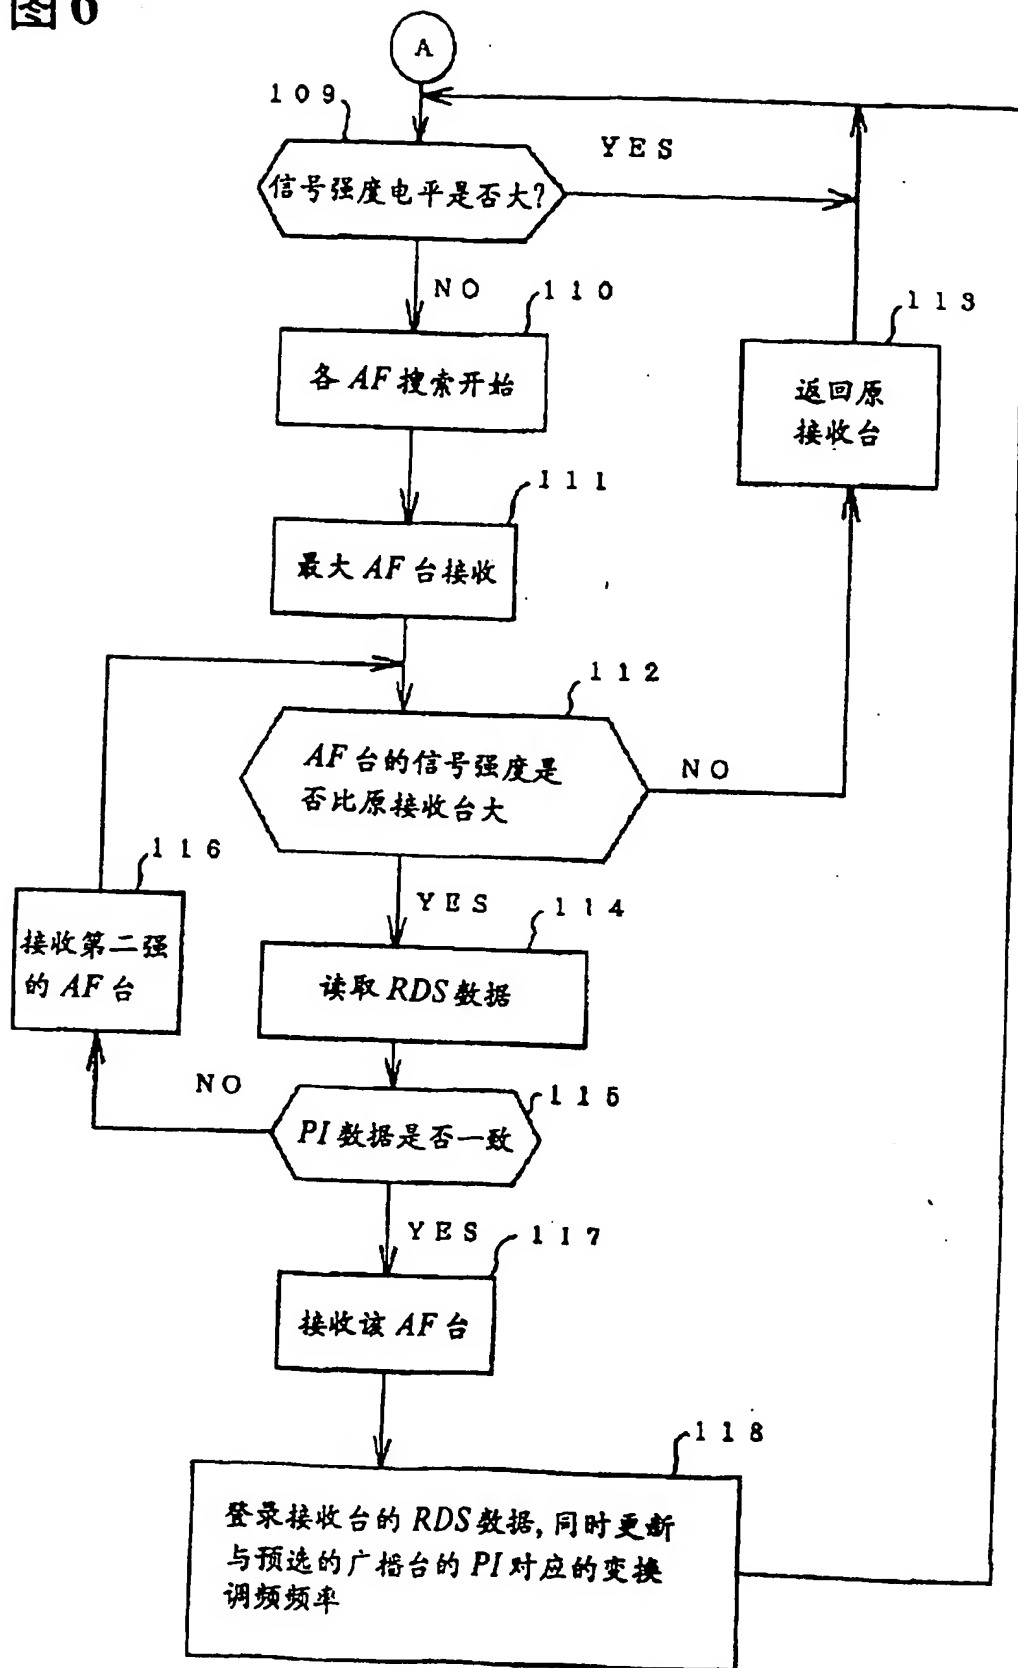 图6
A
109
信号强度电平是否大?
YES
NO
110
各AF搜索开始
113
返回原
接收台
111
最大AF台接收
112
AF台的信号强度是
否比原接收台大
NO
116
接收第二强
的AF台
YES
114
读取RDS数据
NO
115
PI数据是否一致
YES
117
接收该AF台
118
登录接收台的RDS数据,同时更新
与预选的广播台的PI对应的变换
调频频率